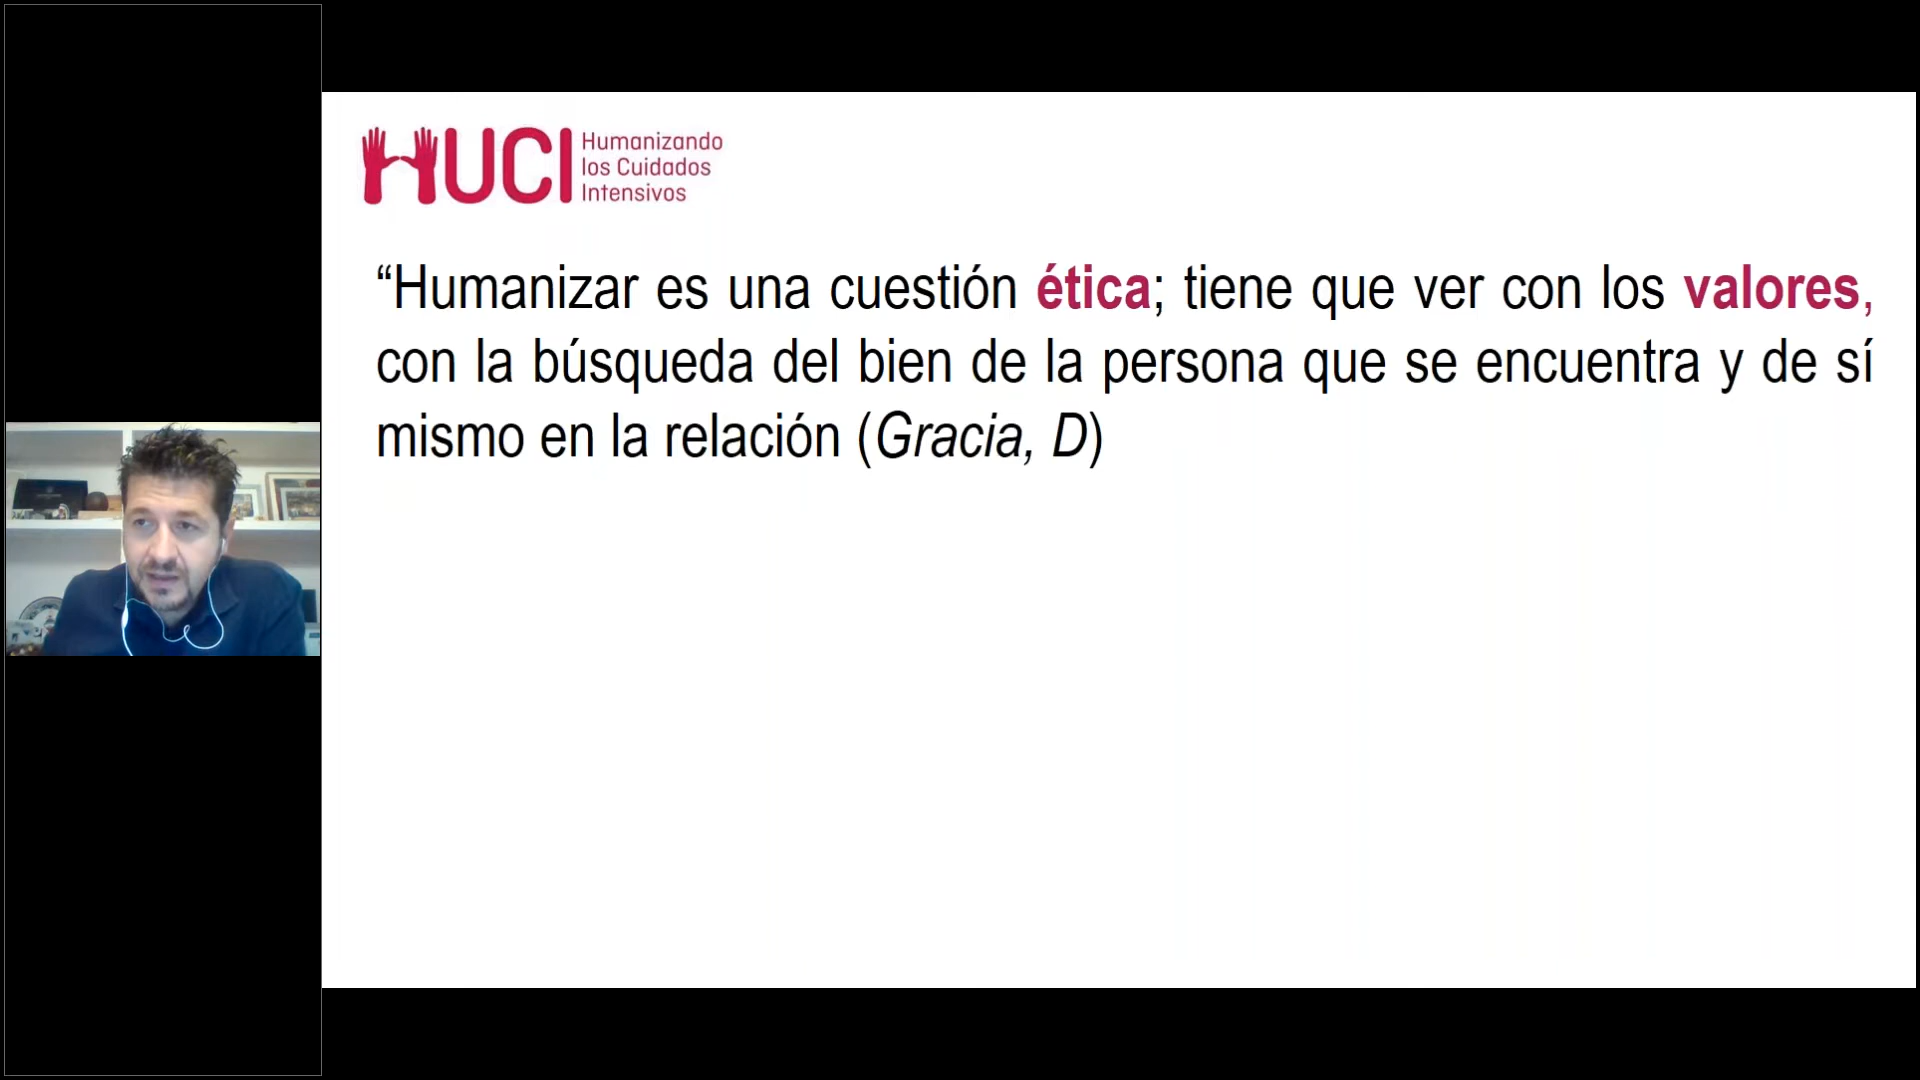 HUCI
Humanizando
los Cuidados
Intensivos
“Humanizar es una cuestión ética; tiene que ver con los valores,
con la búsqueda del bien de la persona que se encuentra y de sí
mismo en la relación (Gracia, D)